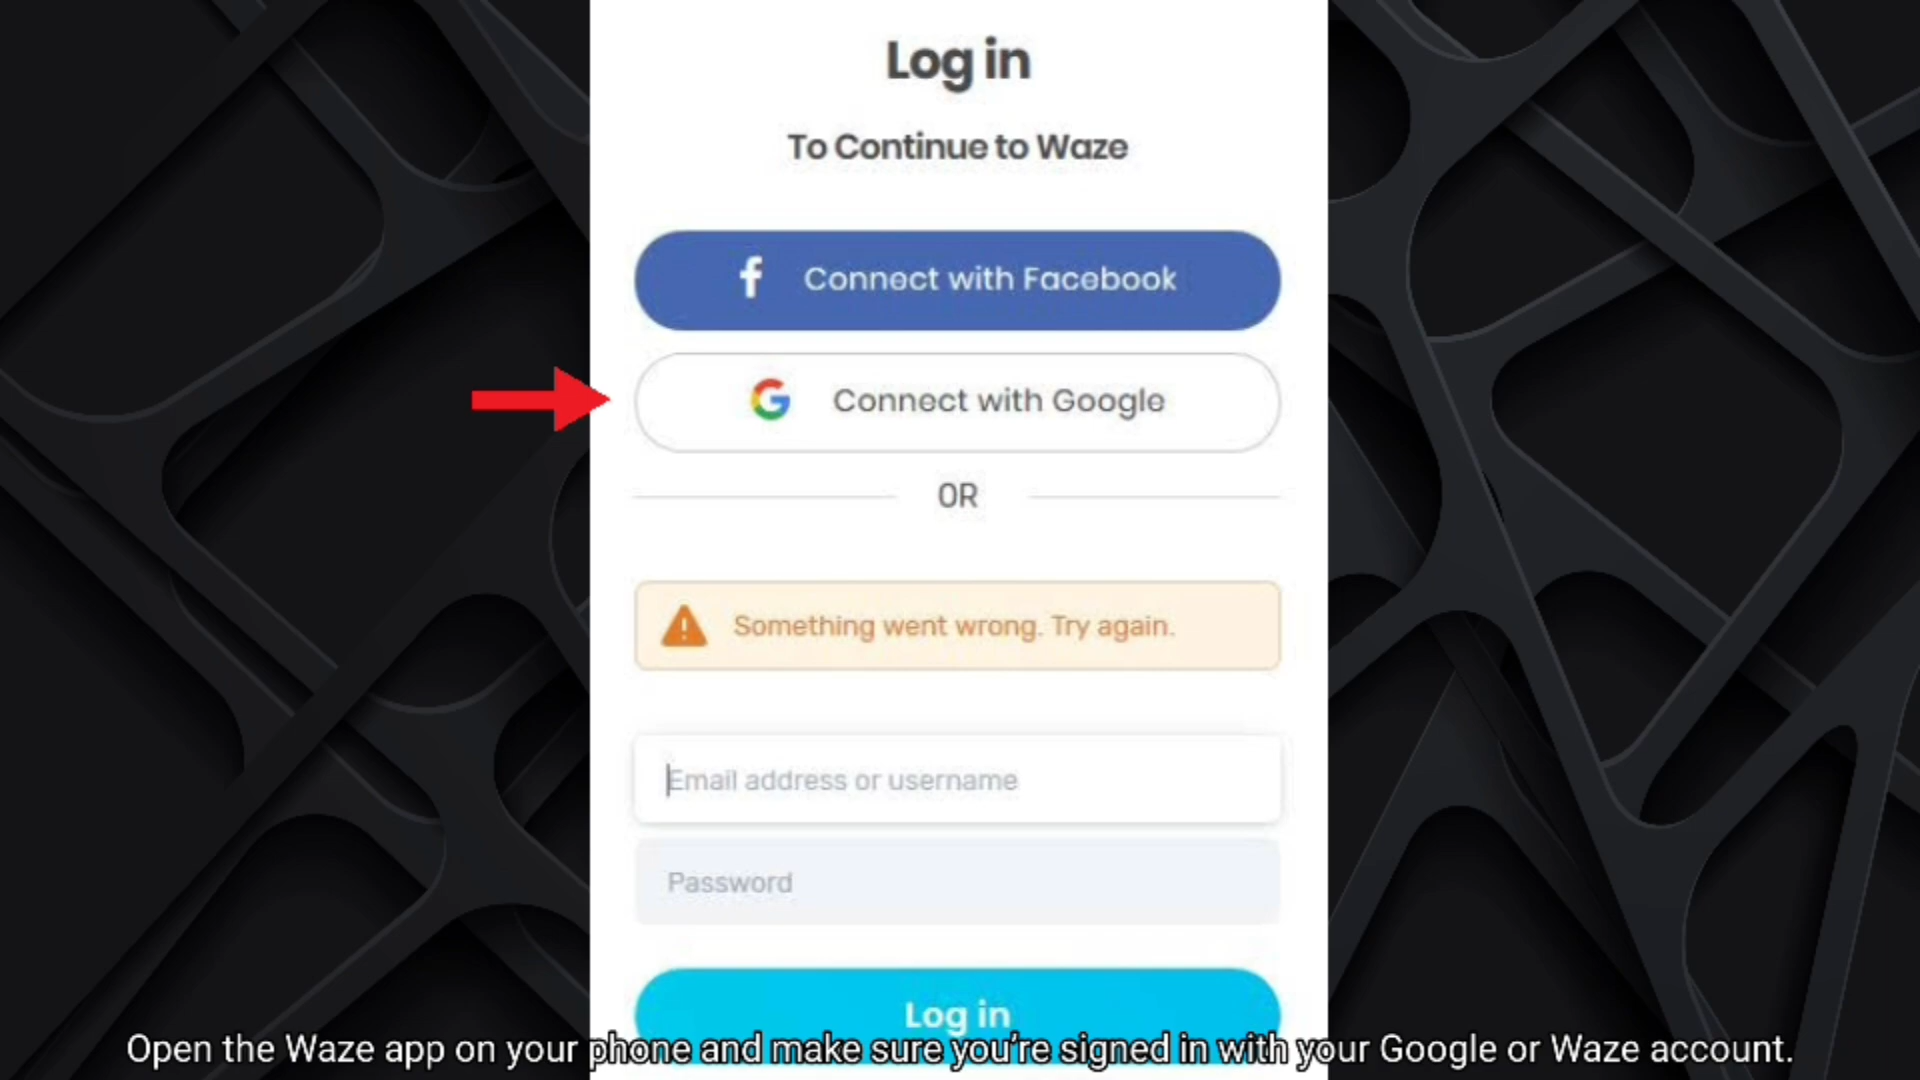 Log in
To Continue to Waze
Connect with Facebook
Connect with Google
OR
Something went wrong. Try again.
Email address or username
Password
Log in
Open the Waze app on your phone and make sure you're signed in with your Google or Waze account.